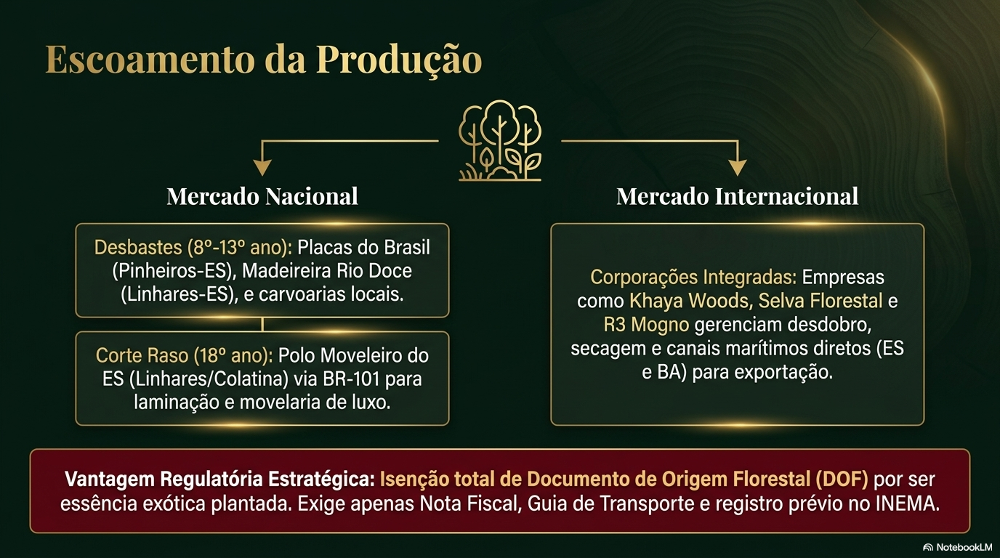 Escoamento da Produção
Mercado Nacional
Desbastes (8º-13º ano): Placas do Brasil
(Pinheiros-ES), Madeireira Rio Doce
(Linhares-ES), e carvoarias locais.
Corte Raso (18º ano): Polo Moveleiro do
ES (Linhares/Colatina) via BR-101 para
laminação e movelaria de luxo.
Mercado Internacional
Corporações Integradas: Empresas
como Khaya Woods, Selva Florestal e
R3 Mogno gerenciam desdobro,
secagem e canais marítimos diretos (ES
e BA) para exportação.
Vantagem Regulatória Estratégica: Isenção total de Documento de Origem Florestal (DOF) por ser
essência exótica plantada. Exige apenas Nota Fiscal, Guia de Transporte e registro prévio no INEMA.
NotebookLM